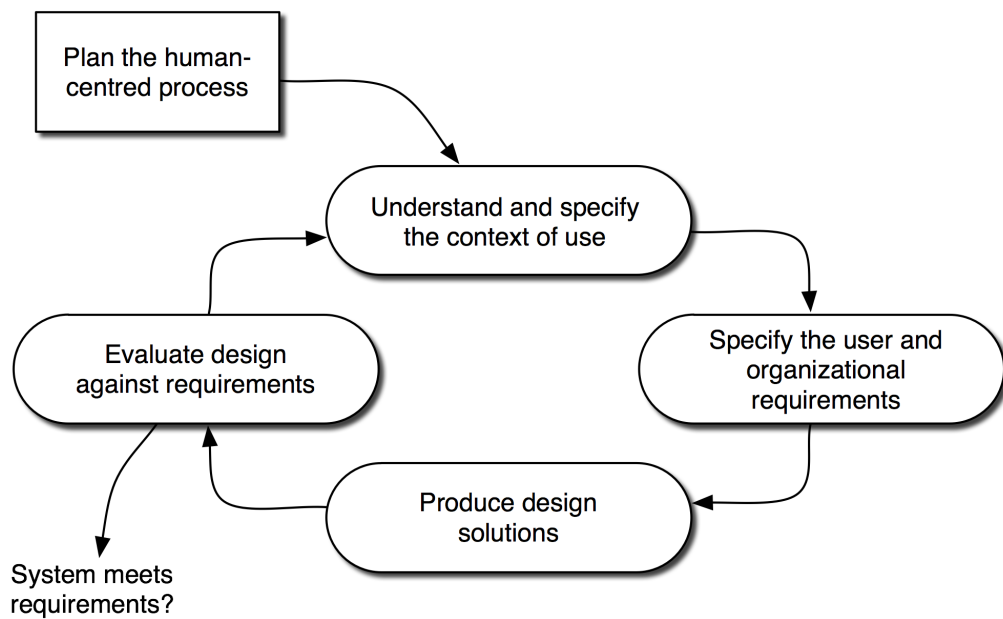 Plan the human-
centred process
Understand and specify
the context of use
Specify the user and
organizational
requirements
Produce design
solutions
Evaluate design
against requirements
System meets
requirements?